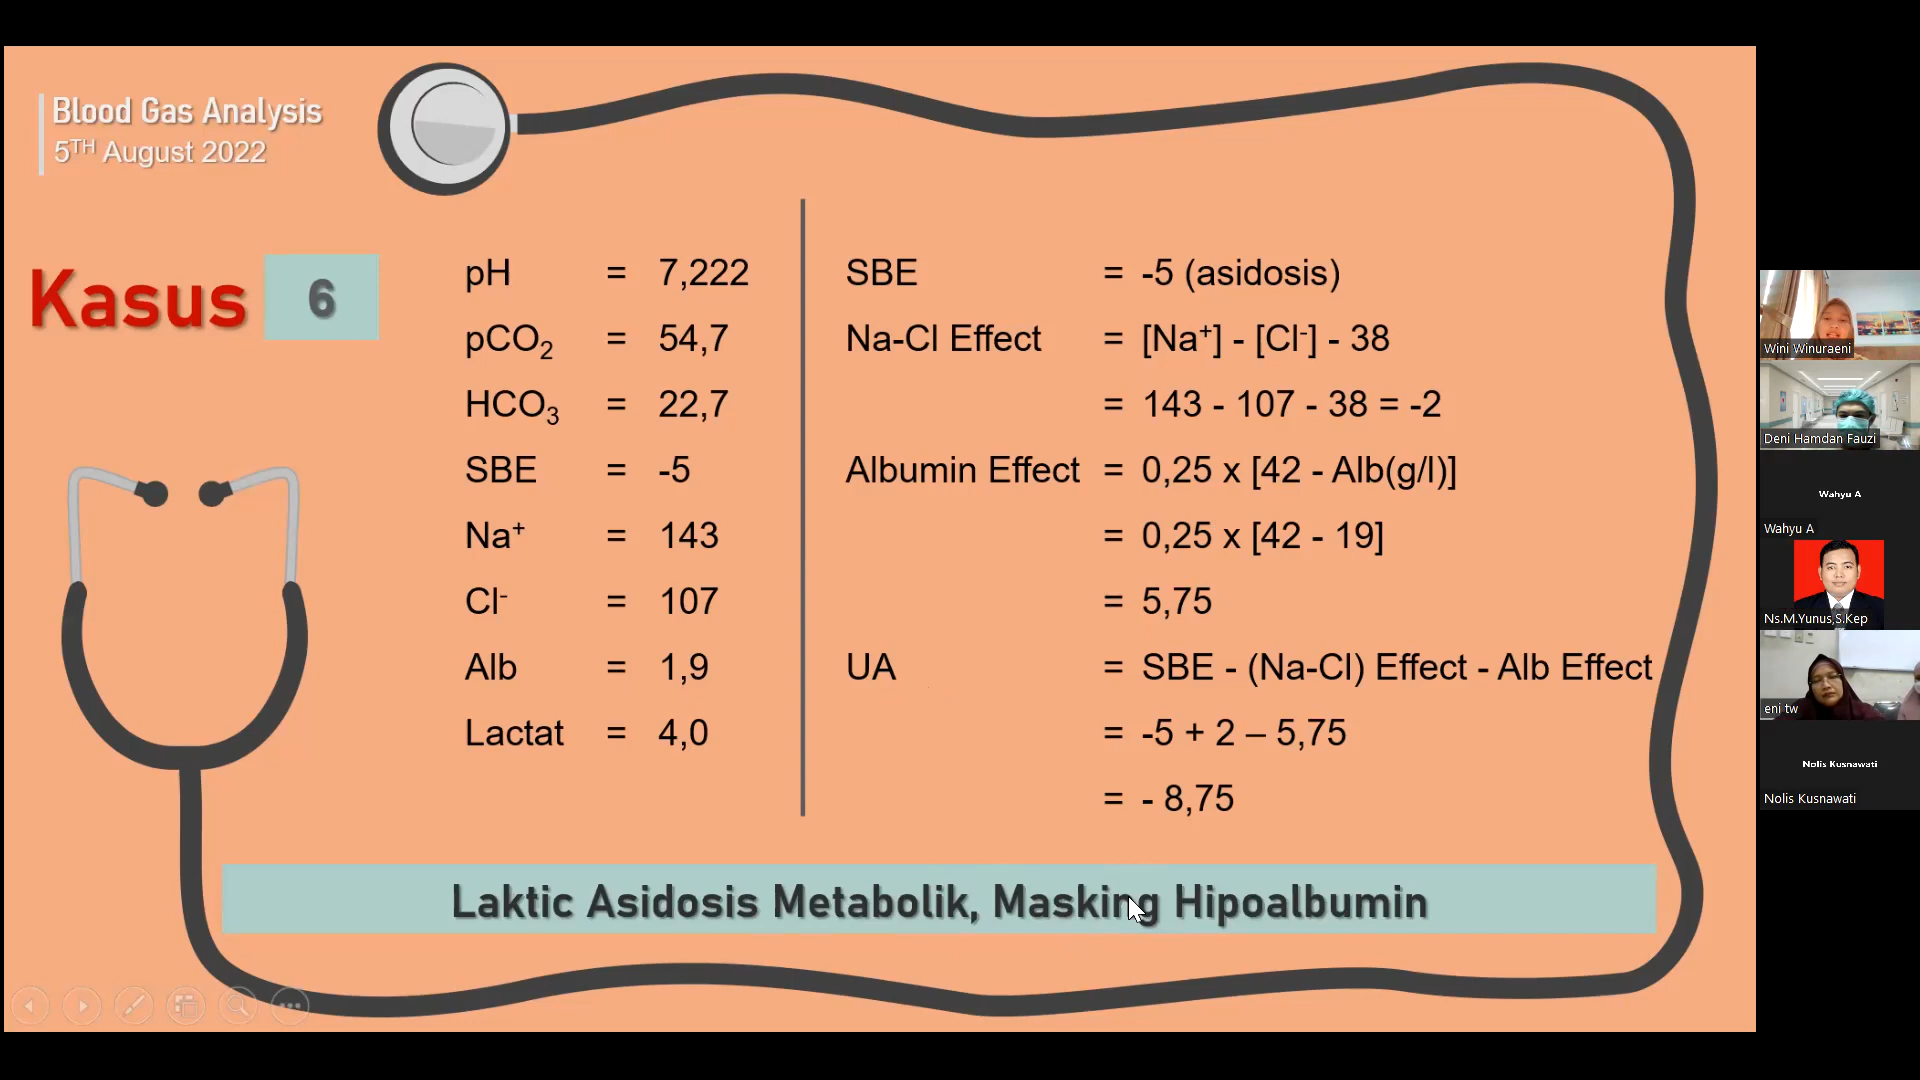 Blood Gas Analysis
5TH August 2022
Kasus 6
pH = 7,222
pCO2 = 54,7
HCO3 = 22,7
SBE = -5
Na+ = 143
Cl- = 107
Alb = 1,9
Lactat = 4,0
SBE = -5 (asidosis)
Na-Cl Effect = [Na+] - [Cl-] - 38
= 143 - 107 - 38 = -2
Albumin Effect = 0,25 x [42 - Alb(g/l)]
= 0,25 x [42 - 19]
= 5,75
UA = SBE - (Na-Cl) Effect - Alb Effect
= -5 + 2 – 5,75
= - 8,75
Laktic Asidosis Metabolik, Masking Hipoalbumin
Wini Winuraeni
Deni Hamdan Fauzi
Wahyu A
Wahyu A
Ns.M.Yunus,S.Kep
eni tw
Nolis Kusnawati
Nolis Kusnawati